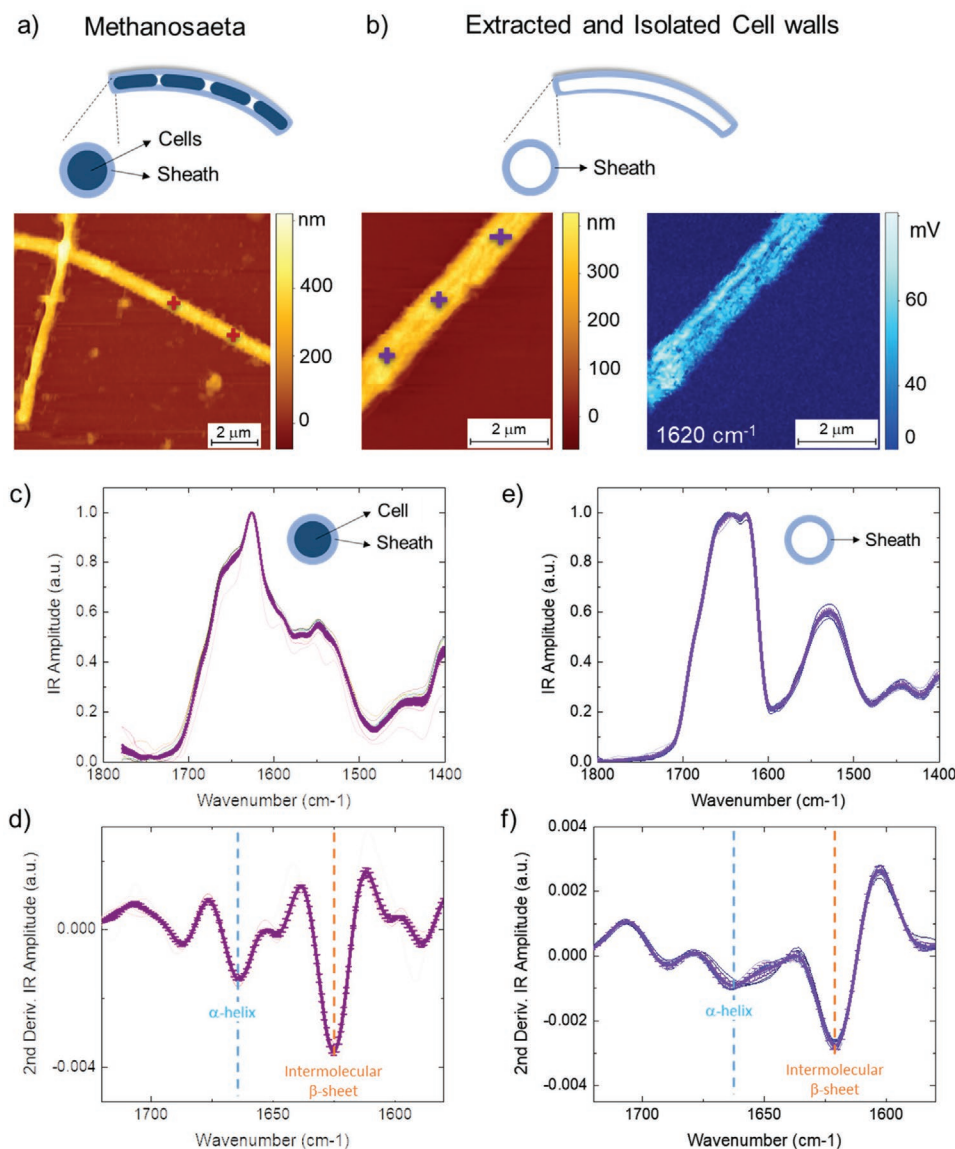 a) Methanosaeta
b) Extracted and Isolated Cell walls
Cells
Sheath
Sheath
nm
400
200
0
2 μm
nm
300
200
100
0
2 μm
mV
60
40
0
1620 cm-1
2 μm
c)
Cell
Sheath
IR Amplitude (a.u.)
1.0
0.8
0.6
0.4
0.2
0.0
1800 1700 1600 1500 1400
Wavenumber (cm-1)
e)
Sheath
IR Amplitude (a.u.)
1.0
0.8
0.6
0.4
0.2
0.0
1800 1700 1600 1500 1400
Wavenumber (cm-1)
d)
2nd Deriv. IR Amplitude (a.u.)
0.000
-0.004
α-helix
Intermolecular
β-sheet
1700 1650 1600
Wavenumber (cm-1)
f)
2nd Deriv. IR Amplitude (a.u.)
0.004
0.002
0.000
-0.002
-0.004
α-helix
Intermolecular
β-sheet
1700 1650 1600
Wavenumber (cm-1)